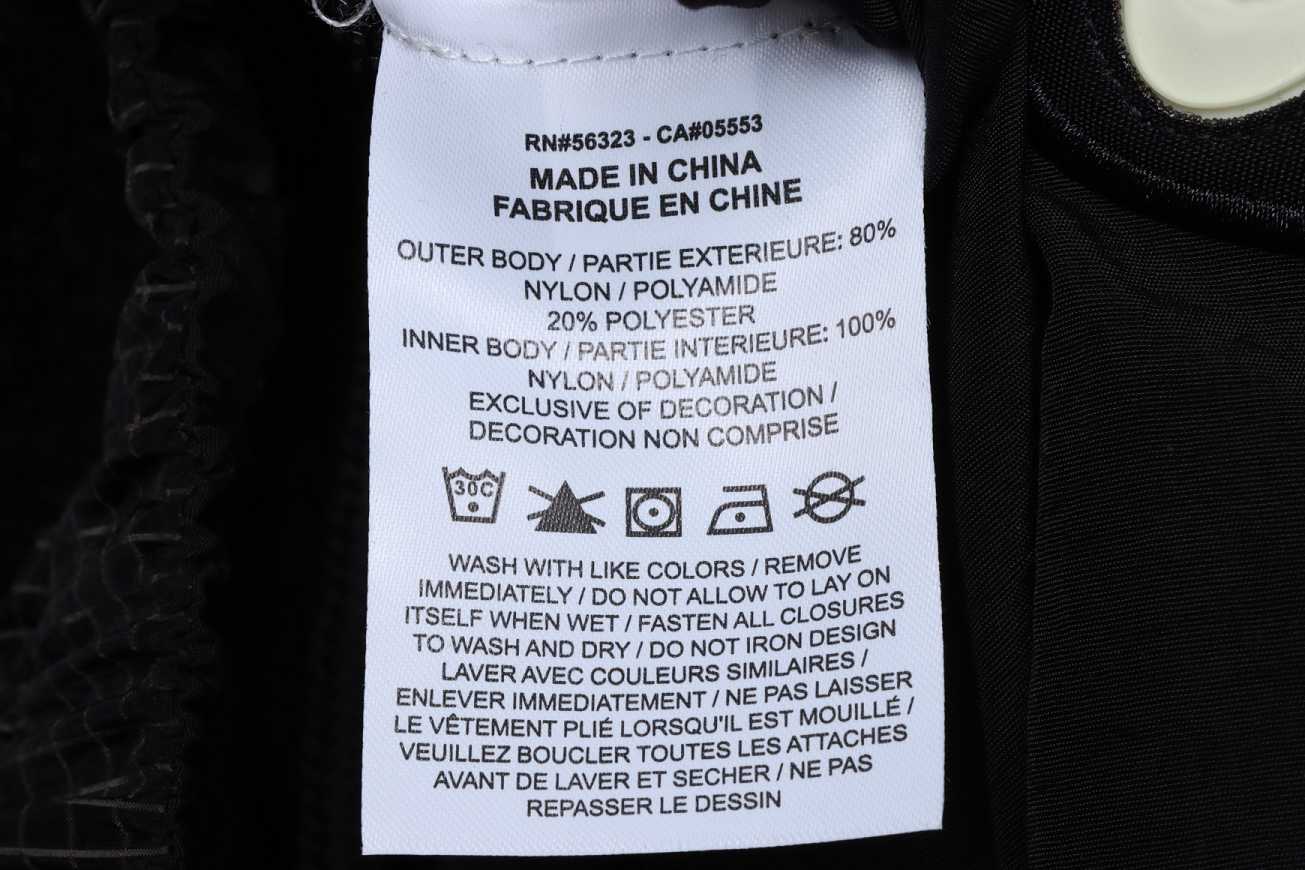 RN#56323 - CA#05553
MADE IN CHINA
FABRIQUE EN CHINE
OUTER BODY / PARTIE EXTERIEURE: 80%
NYLON / POLYAMIDE
20% POLYESTER
INNER BODY / PARTIE INTERIEURE: 100%
NYLON / POLYAMIDE
EXCLUSIVE OF DECORATION /
DECORATION NON COMPRISE
30C
WASH WITH LIKE COLORS / REMOVE
IMMEDIATELY / DO NOT ALLOW TO LAY ON
ITSELF WHEN WET / FASTEN ALL CLOSURES
TO WASH AND DRY / DO NOT IRON DESIGN
LAVER AVEC COULEURS SIMILAIRES /
ENLEVER IMMEDIATEMENT / NE PAS LAISSER
LE VÊTEMENT PLIÉ LORSQU'IL EST MOUILLÉ /
VEUILLEZ BOUCLER TOUTES LES ATTACHES
AVANT DE LAVER ET SECHER / NE PAS
REPASSER LE DESSIN